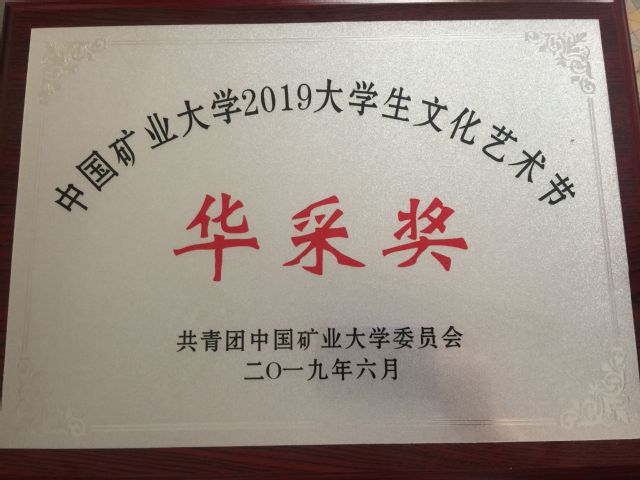 中国矿业大学2019大学生文化艺术节
华采奖
共青团中国矿业大学委员会
二〇一九年六月